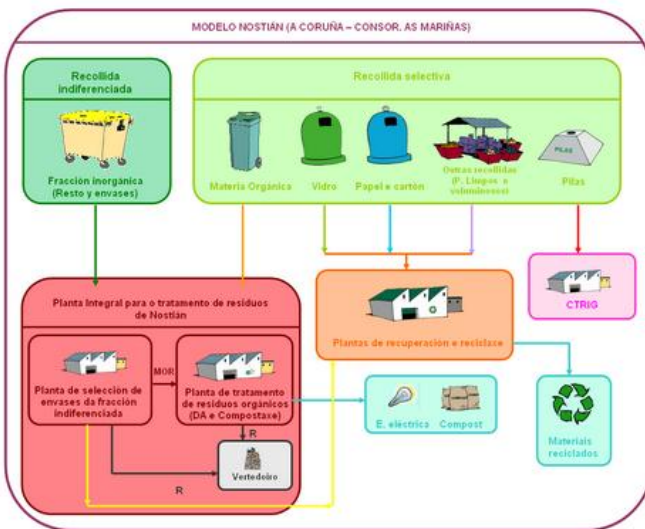 MODELO NOSTIÁN (A CORUÑA – CONSOR. AS MARIÑAS)
Recollida
indiferenciada
Fracción inorgánica
(Resto y envases)
Recollida selectiva
Materia Orgánica
Vidro
Papel e cartón
Outras recollidas
(P. Limpos e
voluminosos)
PILAS
Pilas
Planta Integral para o tratamento de residuos
de Nostián
Planta de selección de
envases da fracción
indiferenciada
MOR
Planta de tratamento
de residuos orgánicos
(DA e Compostaxe)
R
Vertedoiro
R
Plantas de recuperación e reciclaxe
CTRIG
E. eléctrica
Compost
Materiais
reciclados